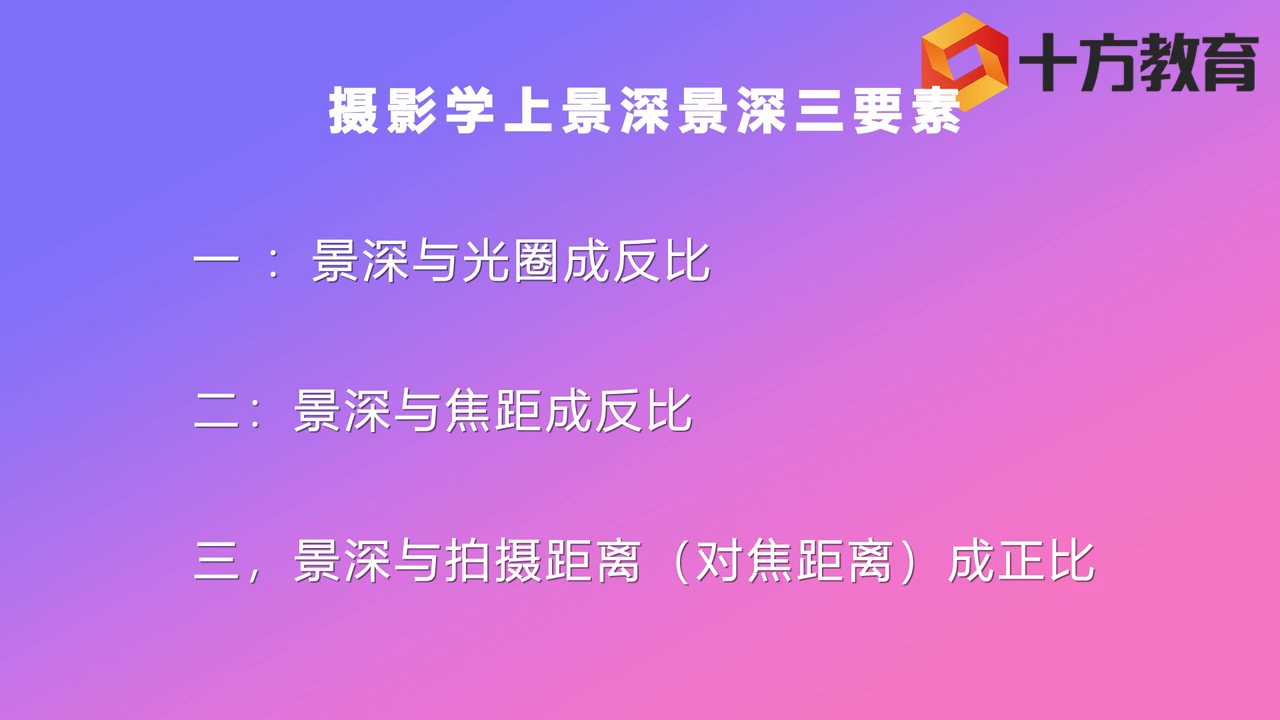 十方教育
摄影学上景深景深三要素
一 ：景深与光圈成反比
二：景深与焦距成反比
三，景深与拍摄距离（对焦距离）成正比